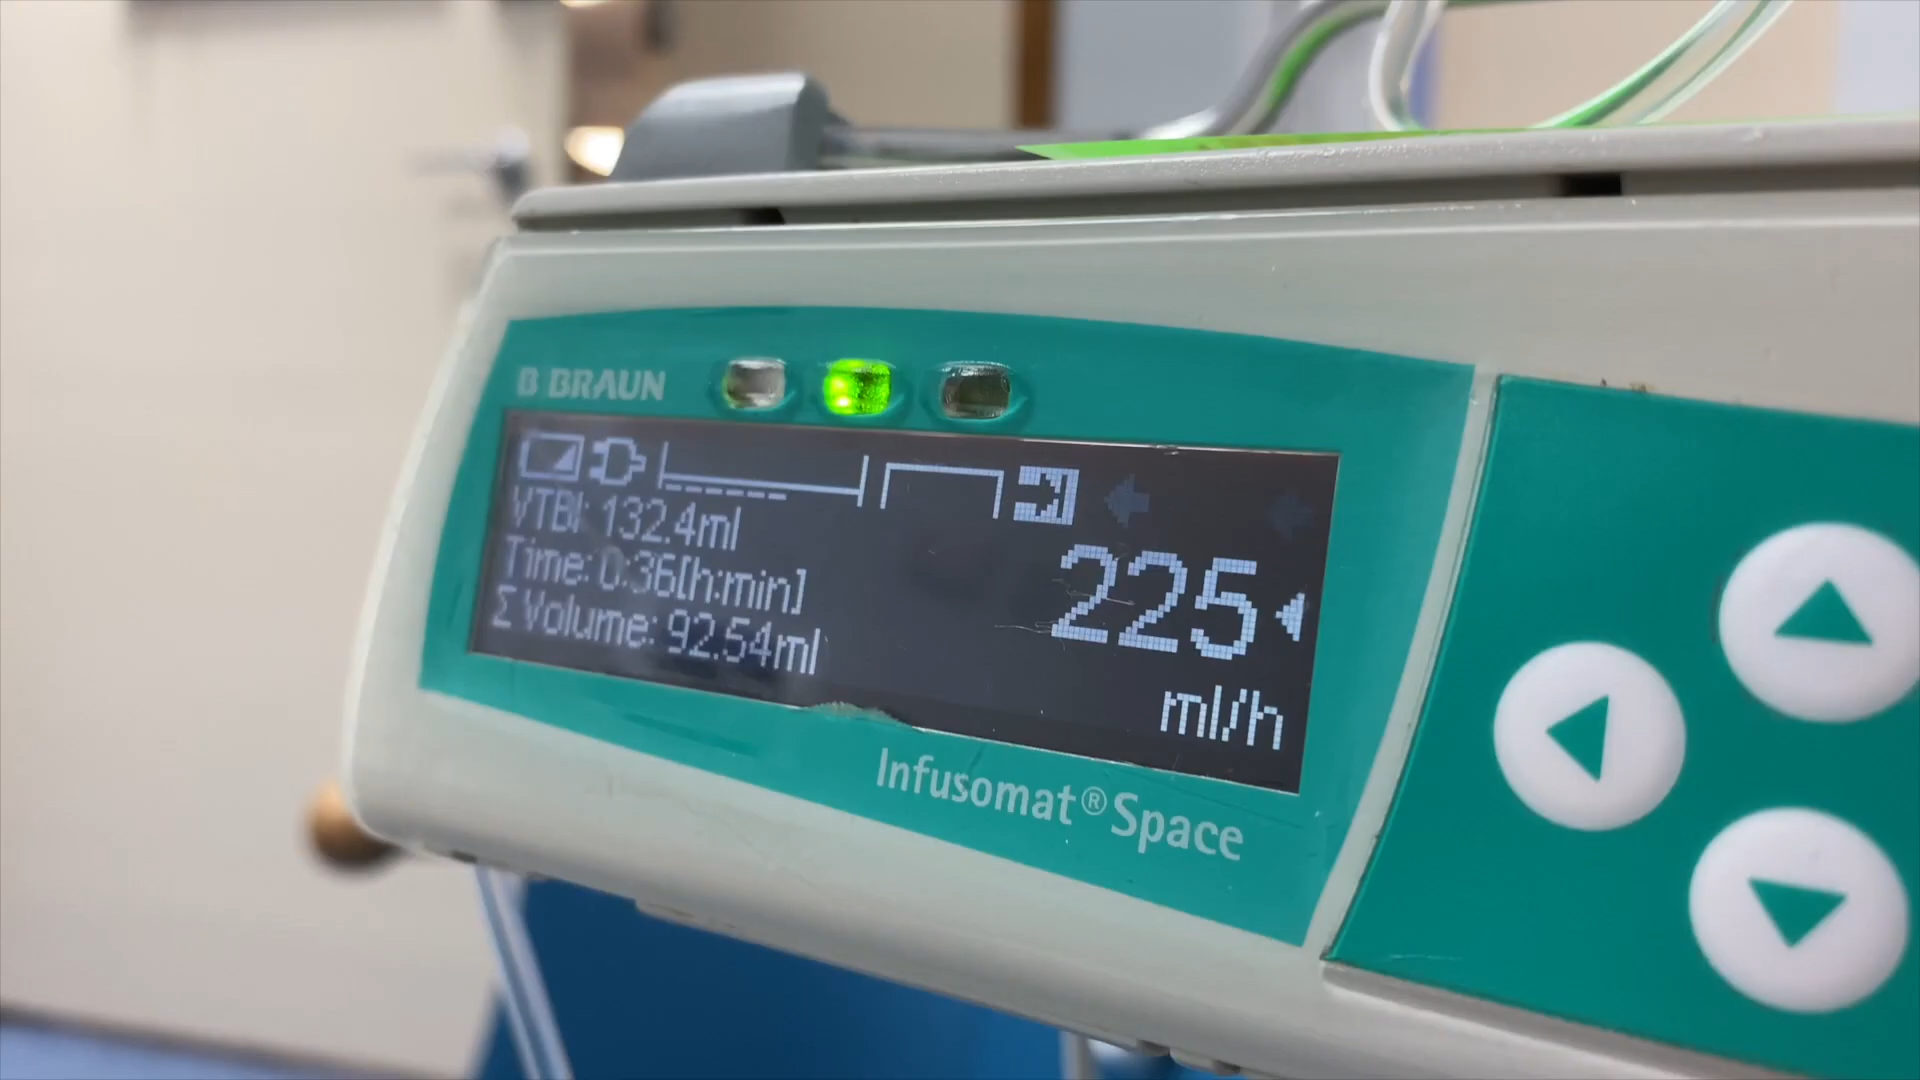 B BRAUN
VTBI: 132.4ml
Time: 0:36[h:min]
Σ Volume: 92.54ml
225
ml/h
Infusomat® Space